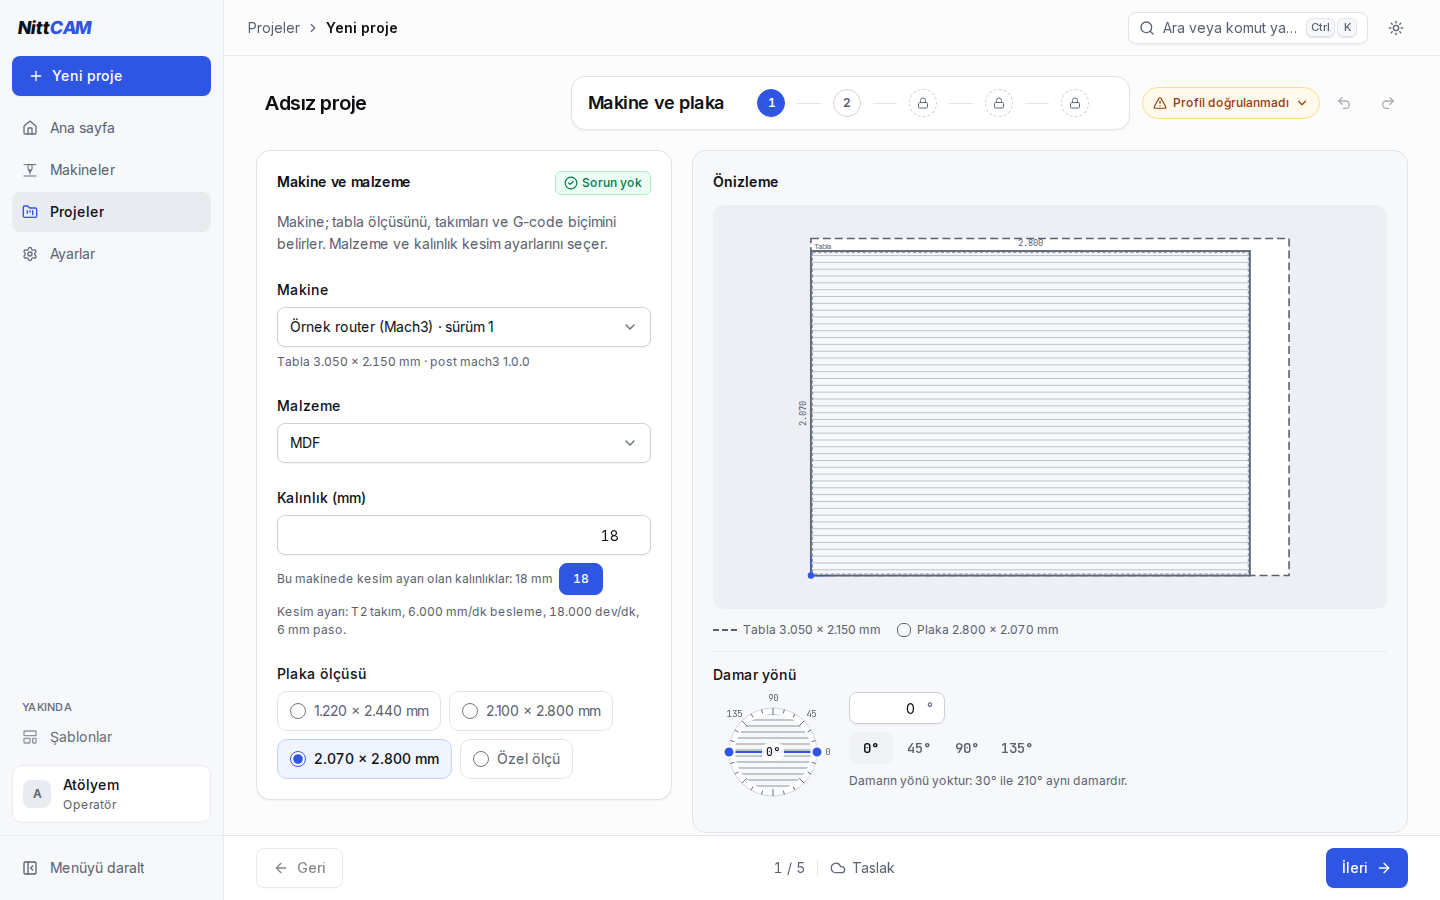 NittCAM
Yeni proje
Ana sayfa
Makineler
Projeler
Ayarlar
YAKINDA
Şablonlar
A
Atölyem
Operatör
Menüyü daralt
Projeler > Yeni proje
Ara veya komut ya... Ctrl K
Adsız proje
Makine ve plaka 1 2
Profil doğrulanmadı
Makine ve malzeme
Sorun yok
Makine; tabla ölçüsünü, takımları ve G-code biçimini
belirler. Malzeme ve kalınlık kesim ayarlarını seçer.
Makine
Örnek router (Mach3) · sürüm 1
Tabla 3.050 × 2.150 mm · post mach3 1.0.0
Malzeme
MDF
Kalınlık (mm)
18
Bu makinede kesim ayarı olan kalınlıklar: 18 mm 18
Kesim ayarı: T2 takım, 6.000 mm/dk besleme, 18.000 dev/dk,
6 mm paso.
Plaka ölçüsü
1.220 × 2.440 mm
2.100 × 2.800 mm
2.070 × 2.800 mm
Özel ölçü
Önizleme
Tabla
2.800
2.070
Tabla 3.050 × 2.150 mm
Plaka 2.800 × 2.070 mm
Damar yönü
90
135
45
0°
0
0 °
0° 45° 90° 135°
Damarın yönü yoktur: 30° ile 210° aynı damardır.
Geri
1 / 5
Taslak
İleri